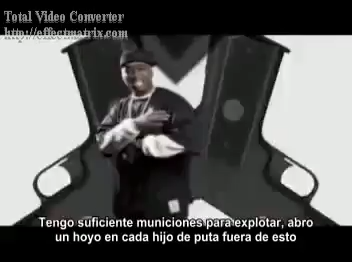 Total Video Converter
http://effectmatrix.com
Tengo suficiente municiones para explotar, abro
un hoyo en cada hijo de puta fuera de esto